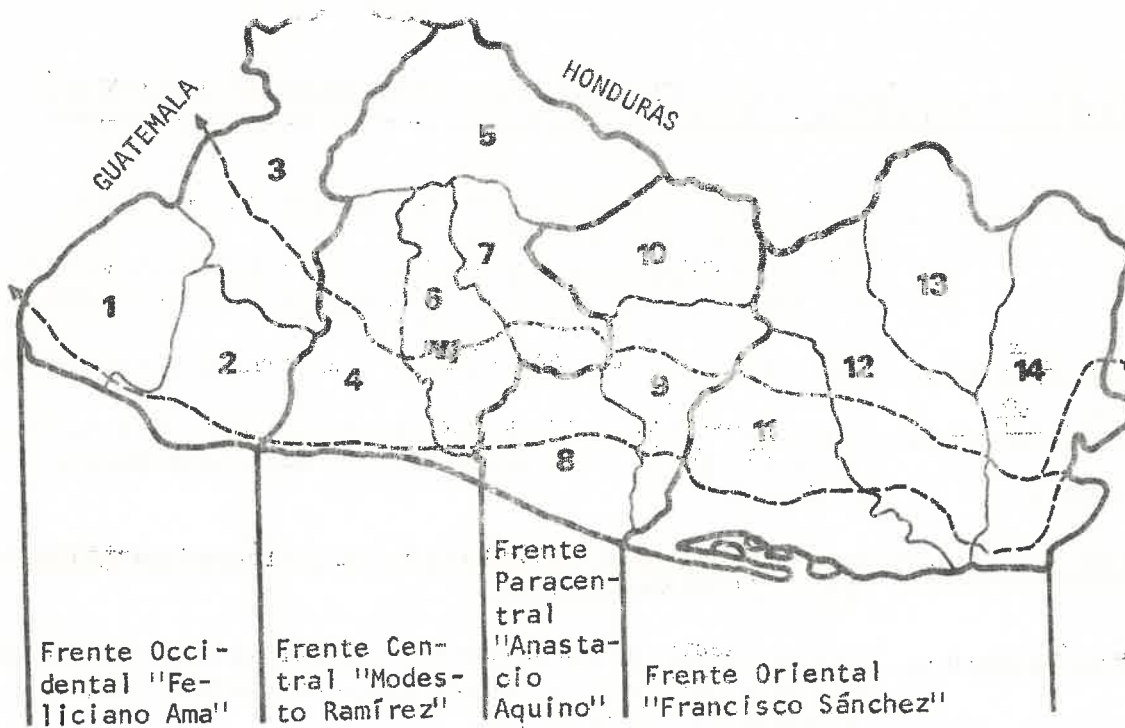 GUATEMALA
HONDURAS
3
5
1
2
4
6
7
10
13
12
14
9
11
8
Frente Occi-
dental "Fe-
liciano Ama"
Frente Cen-
tral "Modes-
to Ramírez"
Frente
Paracen-
tral
"Anasta-
cio
Aquino"
Frente Oriental
"Francisco Sánchez"